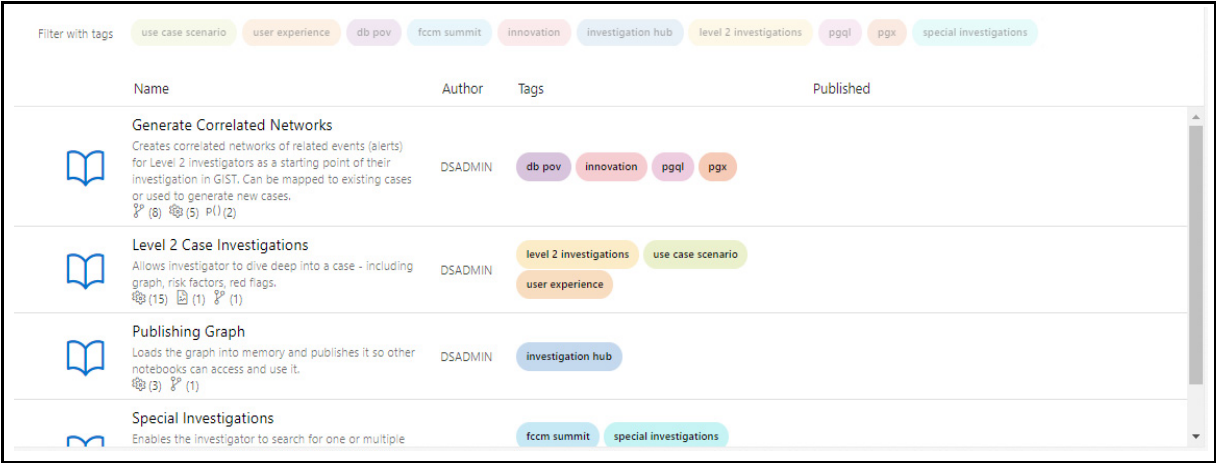 Filter with tags use case scenario user experience db pov fccm summit innovation investigation hub level 2 investigations pgql pgx special investigations
Name Author Tags Published
Generate Correlated Networks
Creates correlated networks of related events (alerts)
for Level 2 investigators as a starting point of their
investigation in GIST. Can be mapped to existing cases
or used to generate new cases.
(8) (5) P()(2)
DSADMIN
db pov innovation pgql pgx
Level 2 Case Investigations
Allows investigator to dive deep into a case - including
graph, risk factors, red flags.
(15) (1) (1)
DSADMIN
level 2 investigations use case scenario
user experience
Publishing Graph
Loads the graph into memory and publishes it so other
notebooks can access and use it.
(3) (1)
DSADMIN
investigation hub
Special Investigations
Enables the investigator to search for one or multiple
fccm summit special investigations